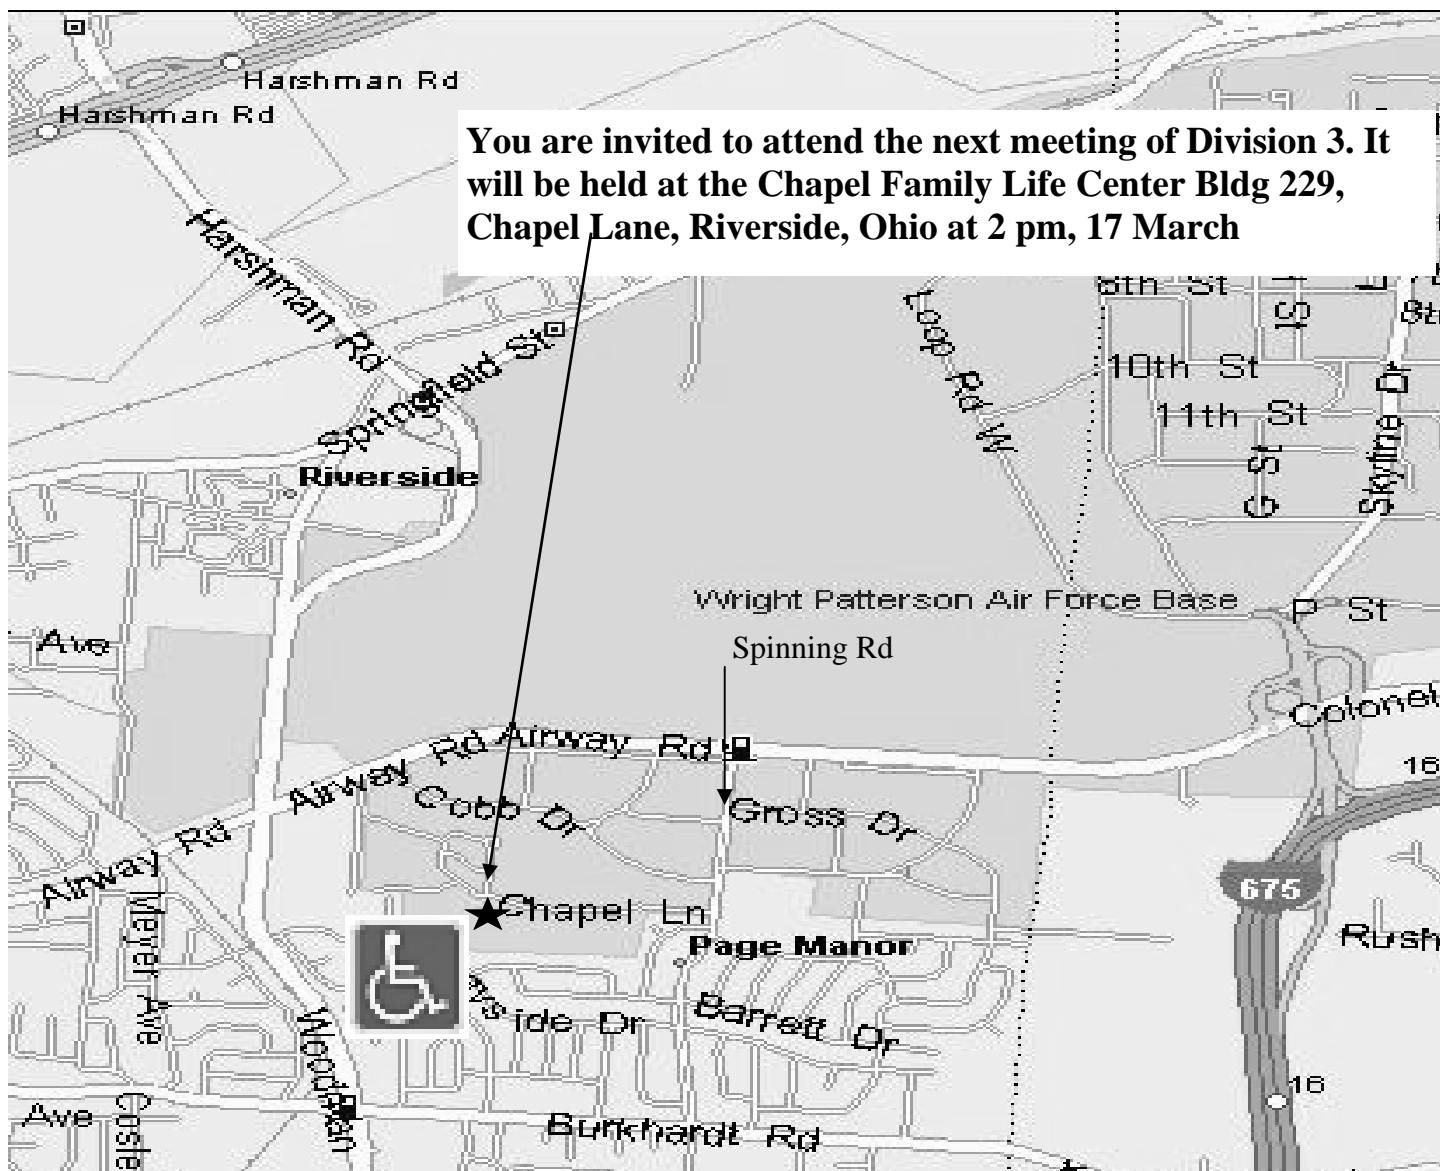 Harshman Rd
Harshman Rd
You are invited to attend the next meeting of Division 3. It
will be held at the Chapel Family Life Center Bldg 229,
Chapel Lane, Riverside, Ohio at 2 pm, 17 March
Harshman Rd
Springfield St
Riverside
Loop Rd W
10th St
11th St
G St
Skyline Dr
St
Wright Patterson Air Force Base
P St
Spinning Rd
Ave
Airway Rd
Airway Rd
Airway Rd
Colonel
16
Cobb Dr
Gross Dr
675
Chapel Ln
Page Manor
Meyer Ave
Rush
ide Dr
Barrett Dr
Woodman
16
Ave
Burkhardt Rd